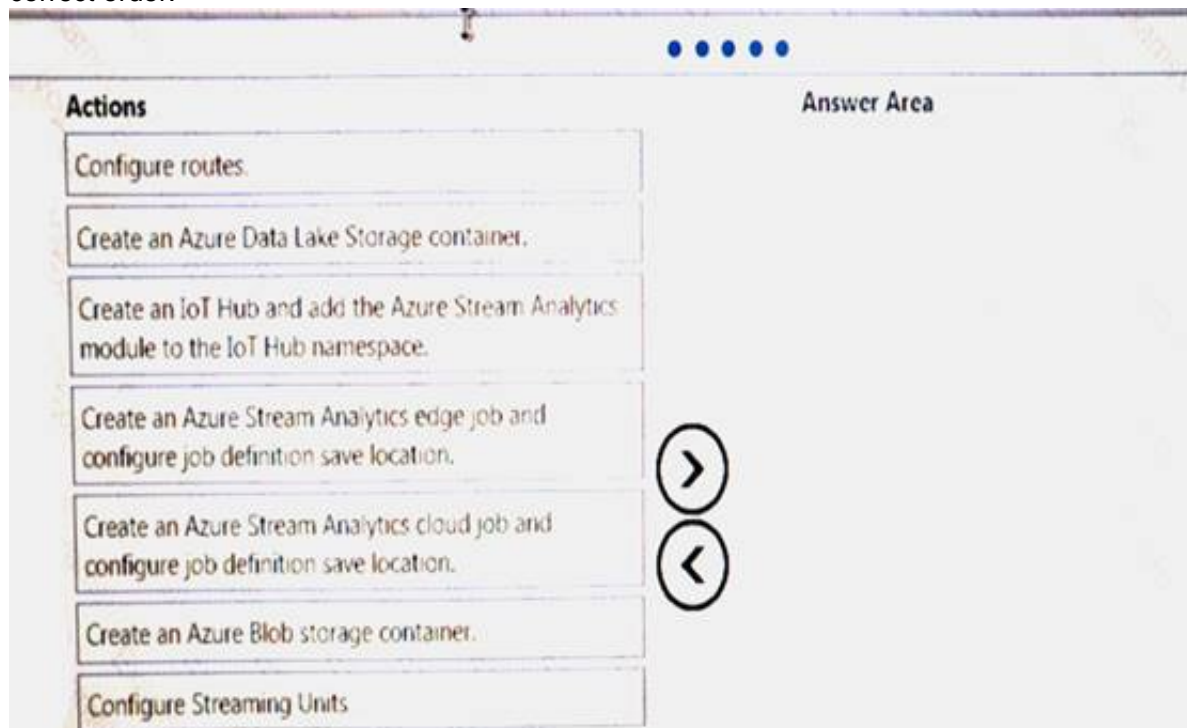 Actions
Answer Area
Configure routes.
Create an Azure Data Lake Storage container.
Create an IoT Hub and add the Azure Stream Analytics
module to the IoT Hub namespace.
Create an Azure Stream Analytics edge job and
configure job definition save location.
Create an Azure Stream Analytics cloud job and
configure job definition save location.
Create an Azure Blob storage container.
Configure Streaming Units